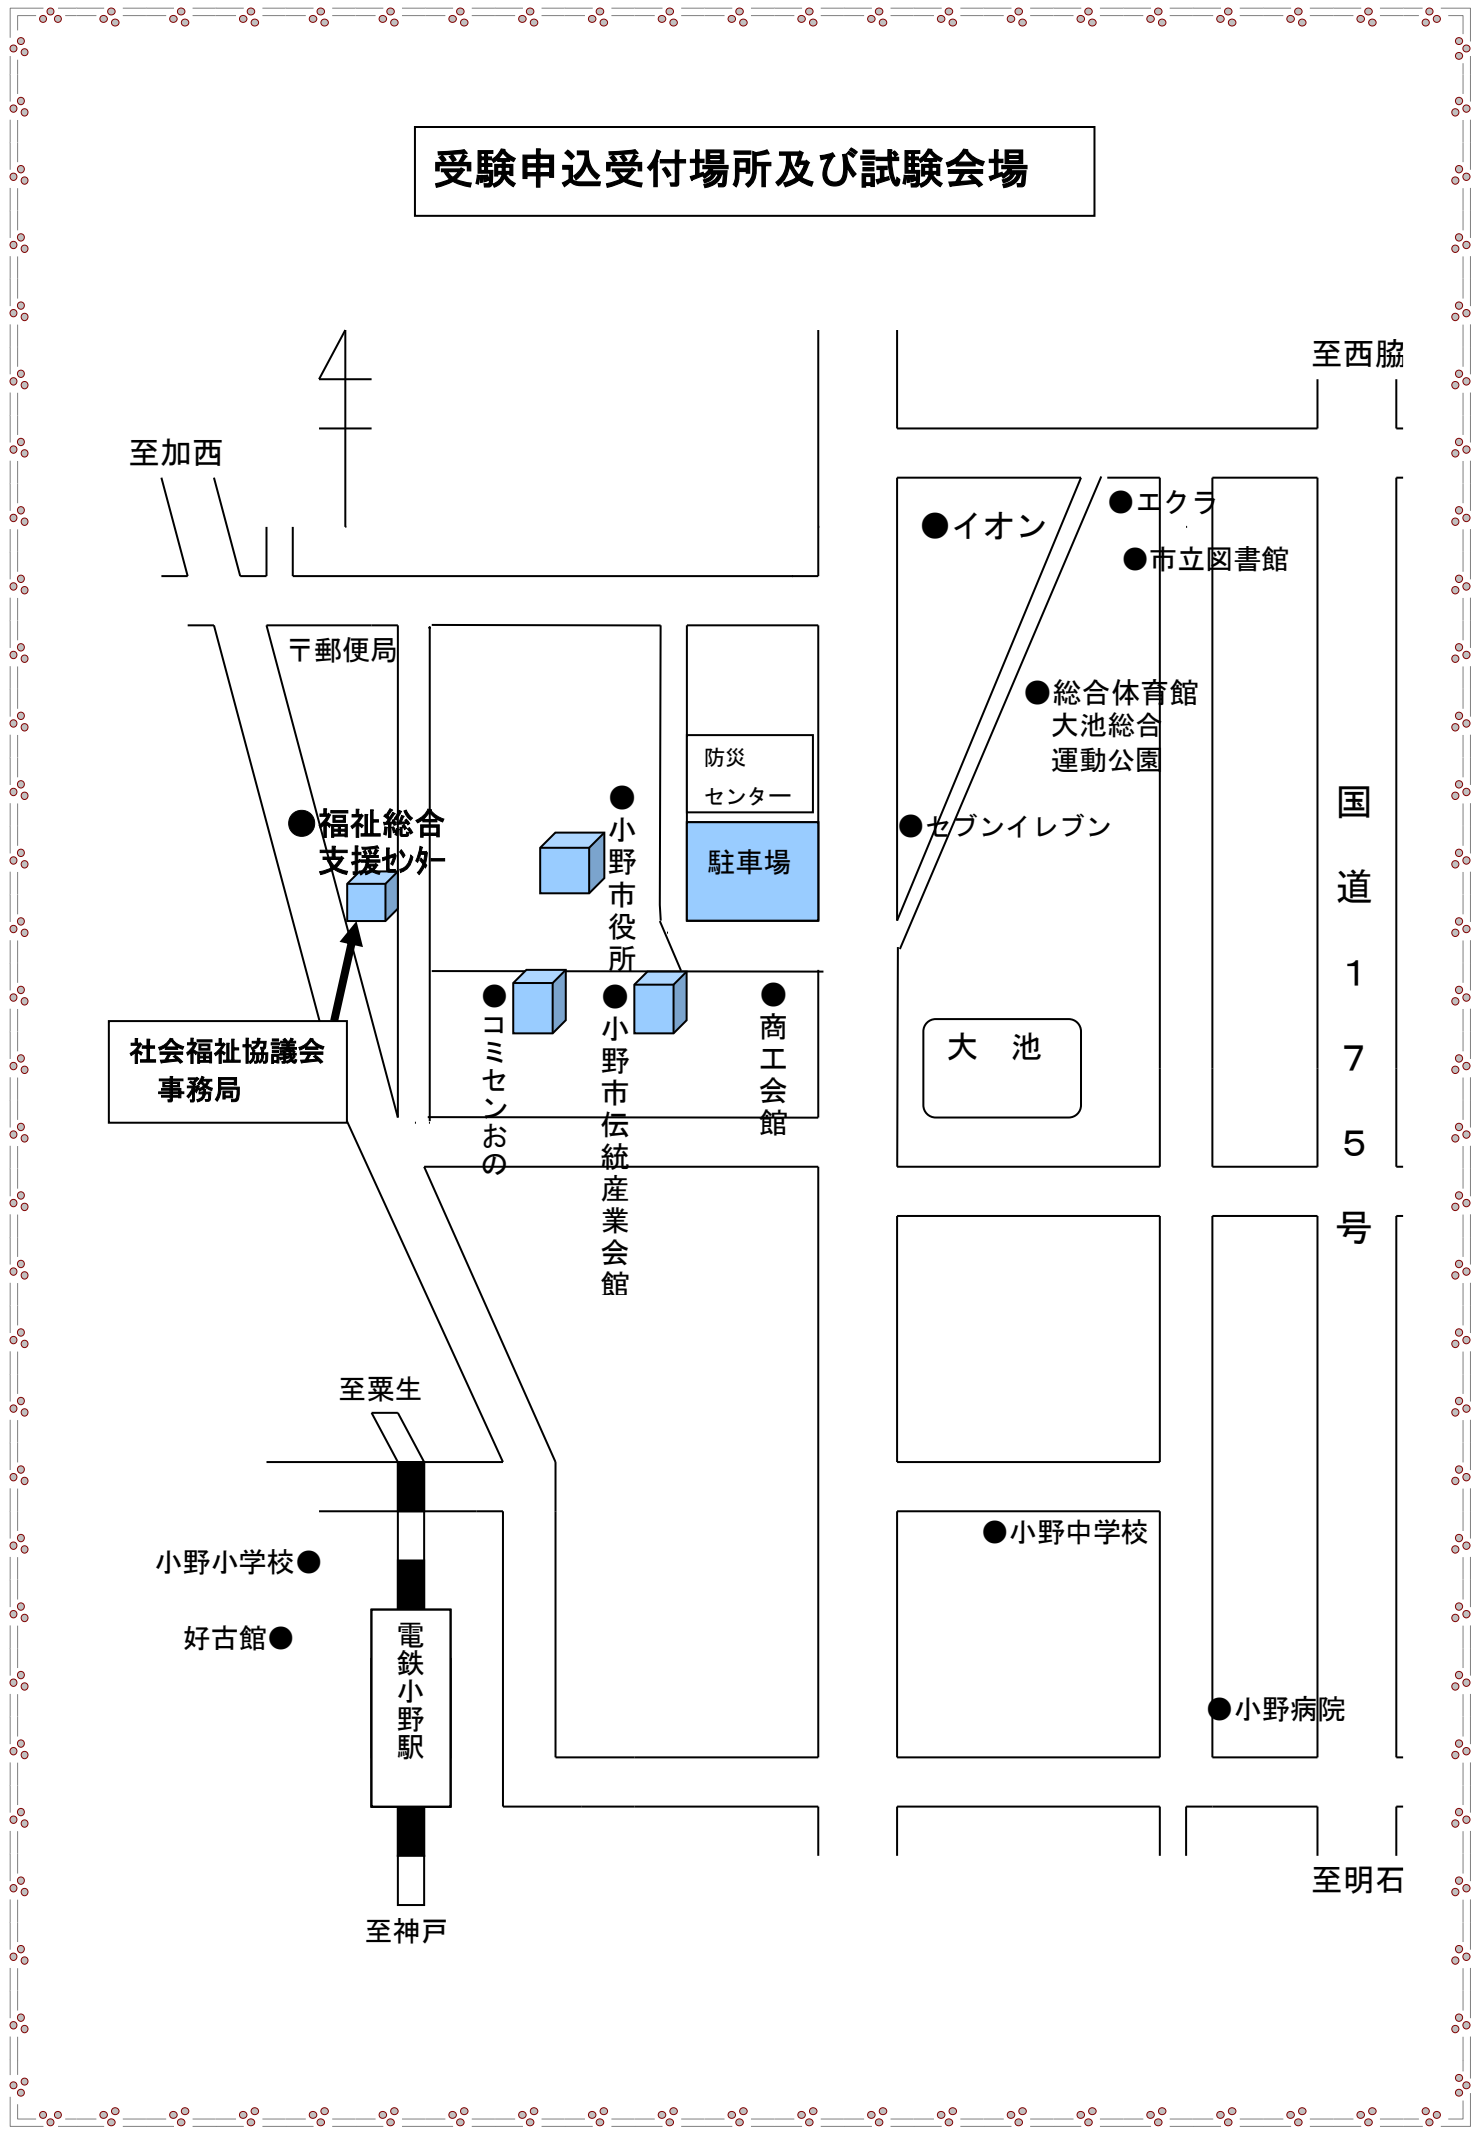 受験申込受付場所及び試験会場
至西脇
至加西
●エクラ
●イオン
●市立図書館
〒郵便局
●総合体育館
大池総合
運動公園
防災
センター
●小野市役所
●福祉総合
支援センター
●セブンイレブン
駐車場
国道175号
●コミセンおの
●小野市伝統産業会館
●商工会館
大　池
社会福祉協議会
事務局
至粟生
●小野中学校
小野小学校●
好古館●
電鉄小野駅
●小野病院
至明石
至神戸